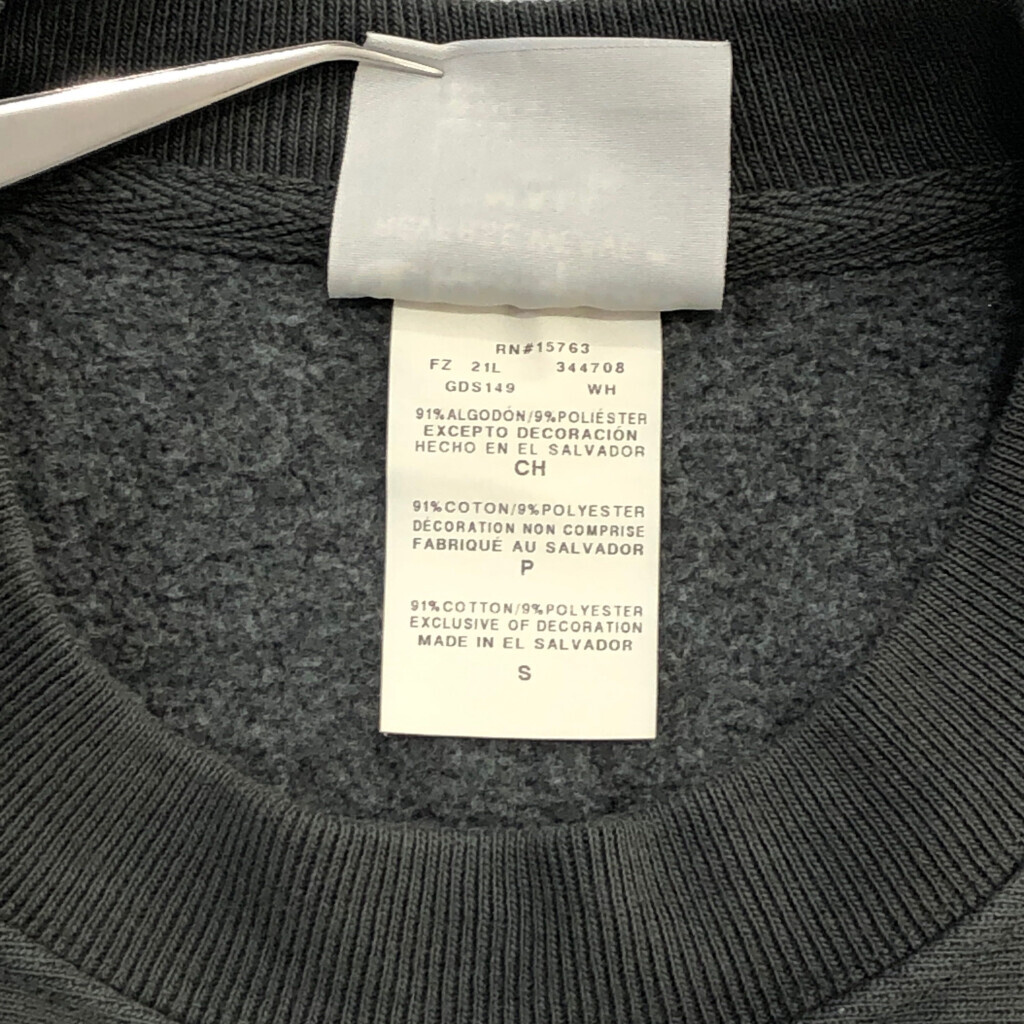 RN#15763
FZ 21L 344708
GDS149 WH
91%ALGODÓN/9%POLIÉSTER
EXCEPTO DECORACIÓN
HECHO EN EL SALVADOR
CH
91%COTON/9%POLYESTER
DÉCORATION NON COMPRISE
FABRIQUÉ AU SALVADOR
P
91%COTTON/9%POLYESTER
EXCLUSIVE OF DECORATION
MADE IN EL SALVADOR
S